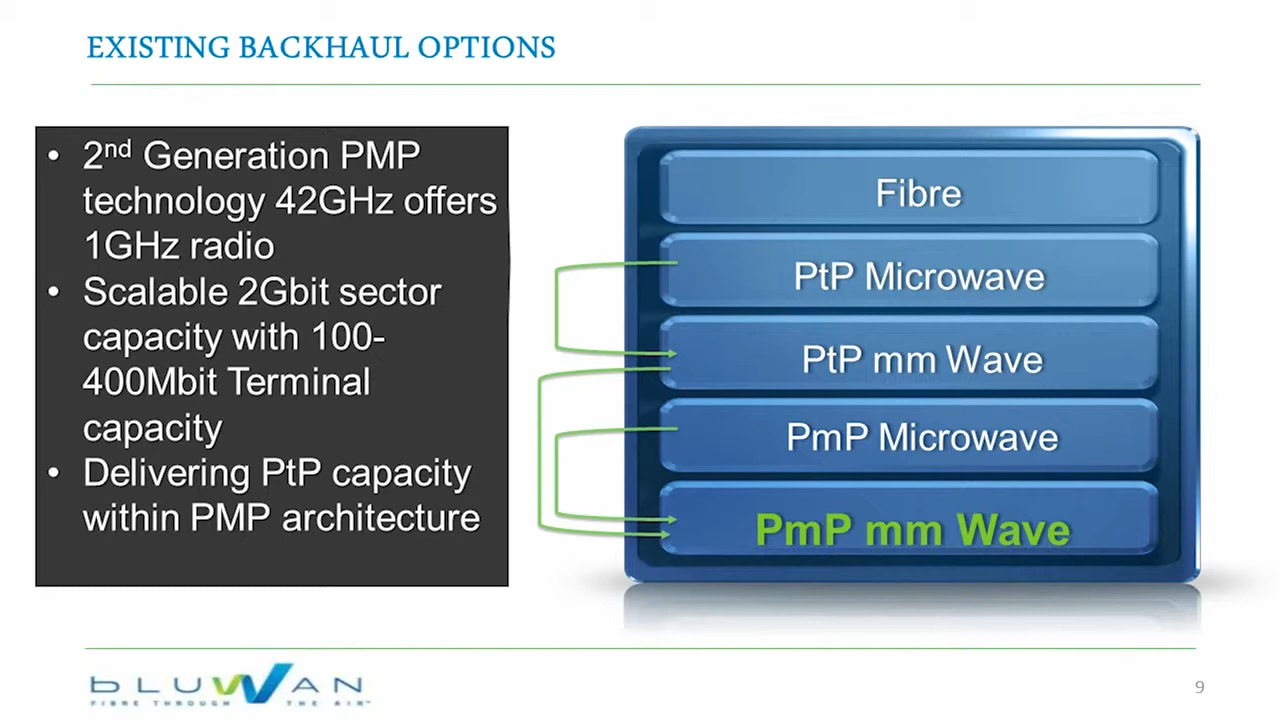 EXISTING BACKHAUL OPTIONS
• 2nd Generation PMP
technology 42GHz offers
1GHz radio
• Scalable 2Gbit sector
capacity with 100-
400Mbit Terminal
capacity
• Delivering PtP capacity
within PMP architecture
Fibre
PtP Microwave
PtP mm Wave
PmP Microwave
PmP mm Wave
bLUWAN
FIBRE THROUGH THE AIR™
9